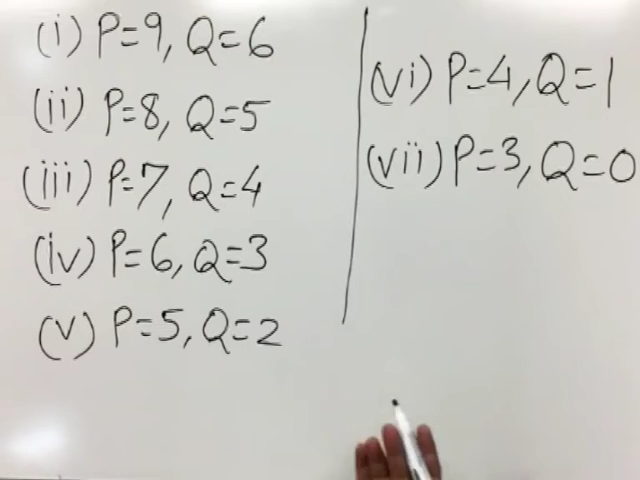 (i) P=9, Q=6
(ii) P=8, Q=5
(iii) P=7, Q=4
(iv) P=6, Q=3
(v) P=5, Q=2
(vi) P=4, Q=1
(vii) P=3, Q=0